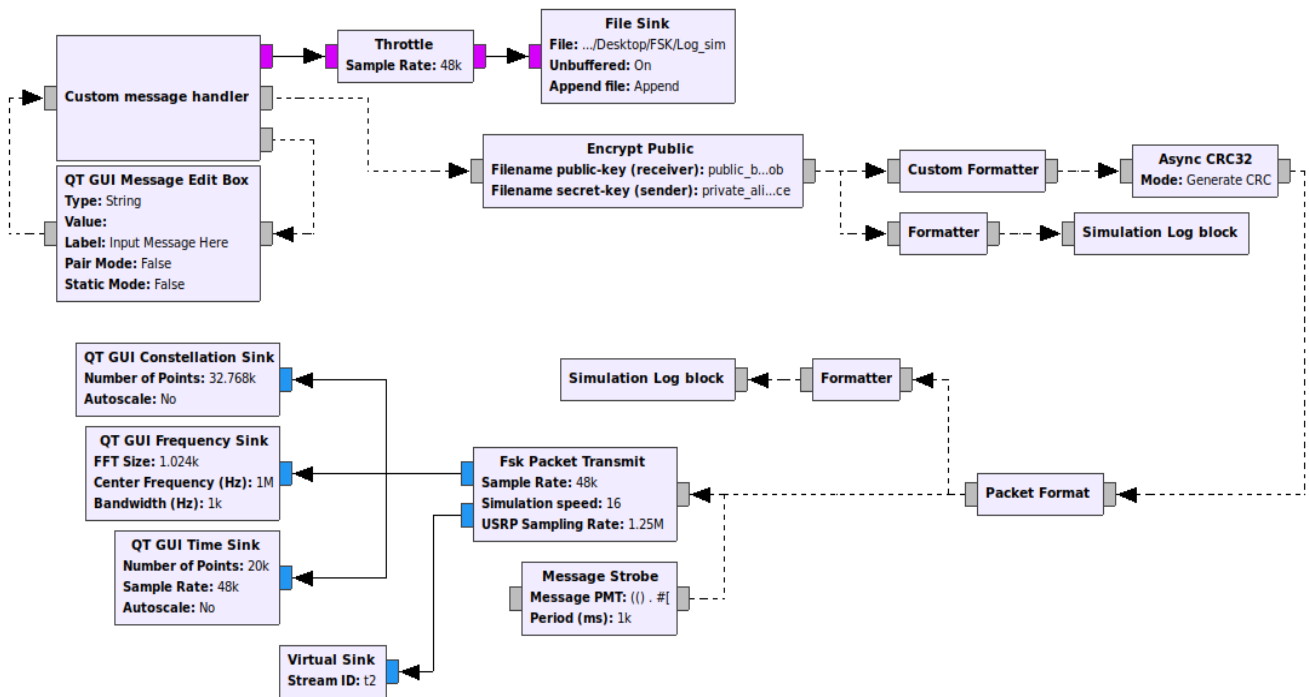 Custom message handler
Throttle
Sample Rate: 48k
File Sink
File: .../Desktop/FSK/Log_sim
Unbuffered: On
Append file: Append
QT GUI Message Edit Box
Type: String
Value:
Label: Input Message Here
Pair Mode: False
Static Mode: False
Encrypt Public
Filename public-key (receiver): public_b...ob
Filename secret-key (sender): private_ali...ce
Custom Formatter
Async CRC32
Mode: Generate CRC
Formatter
Simulation Log block
QT GUI Constellation Sink
Number of Points: 32.768k
Autoscale: No
Simulation Log block
Formatter
QT GUI Frequency Sink
FFT Size: 1.024k
Center Frequency (Hz): 1M
Bandwidth (Hz): 1k
Fsk Packet Transmit
Sample Rate: 48k
Simulation speed: 16
USRP Sampling Rate: 1.25M
Packet Format
QT GUI Time Sink
Number of Points: 20k
Sample Rate: 48k
Autoscale: No
Message Strobe
Message PMT: (() . #[
Period (ms): 1k
Virtual Sink
Stream ID: t2